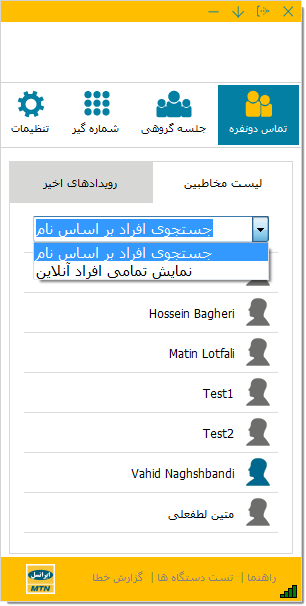 تماس دونفره
جلسه گروهی
شماره گیر
تنظیمات
لیست مخاطبین
رویدادهای اخیر
جستجوی افراد بر اساس نام
جستجوی افراد بر اساس نام
نمایش تمامی افراد آنلاین
Hossein Bagheri
Matin Lotfali
Test1
Test2
Vahid Naghshbandi
متین لطفعلی
راهنما | تست دستگاه ها | گزارش خطا
ایرانسل
MTN